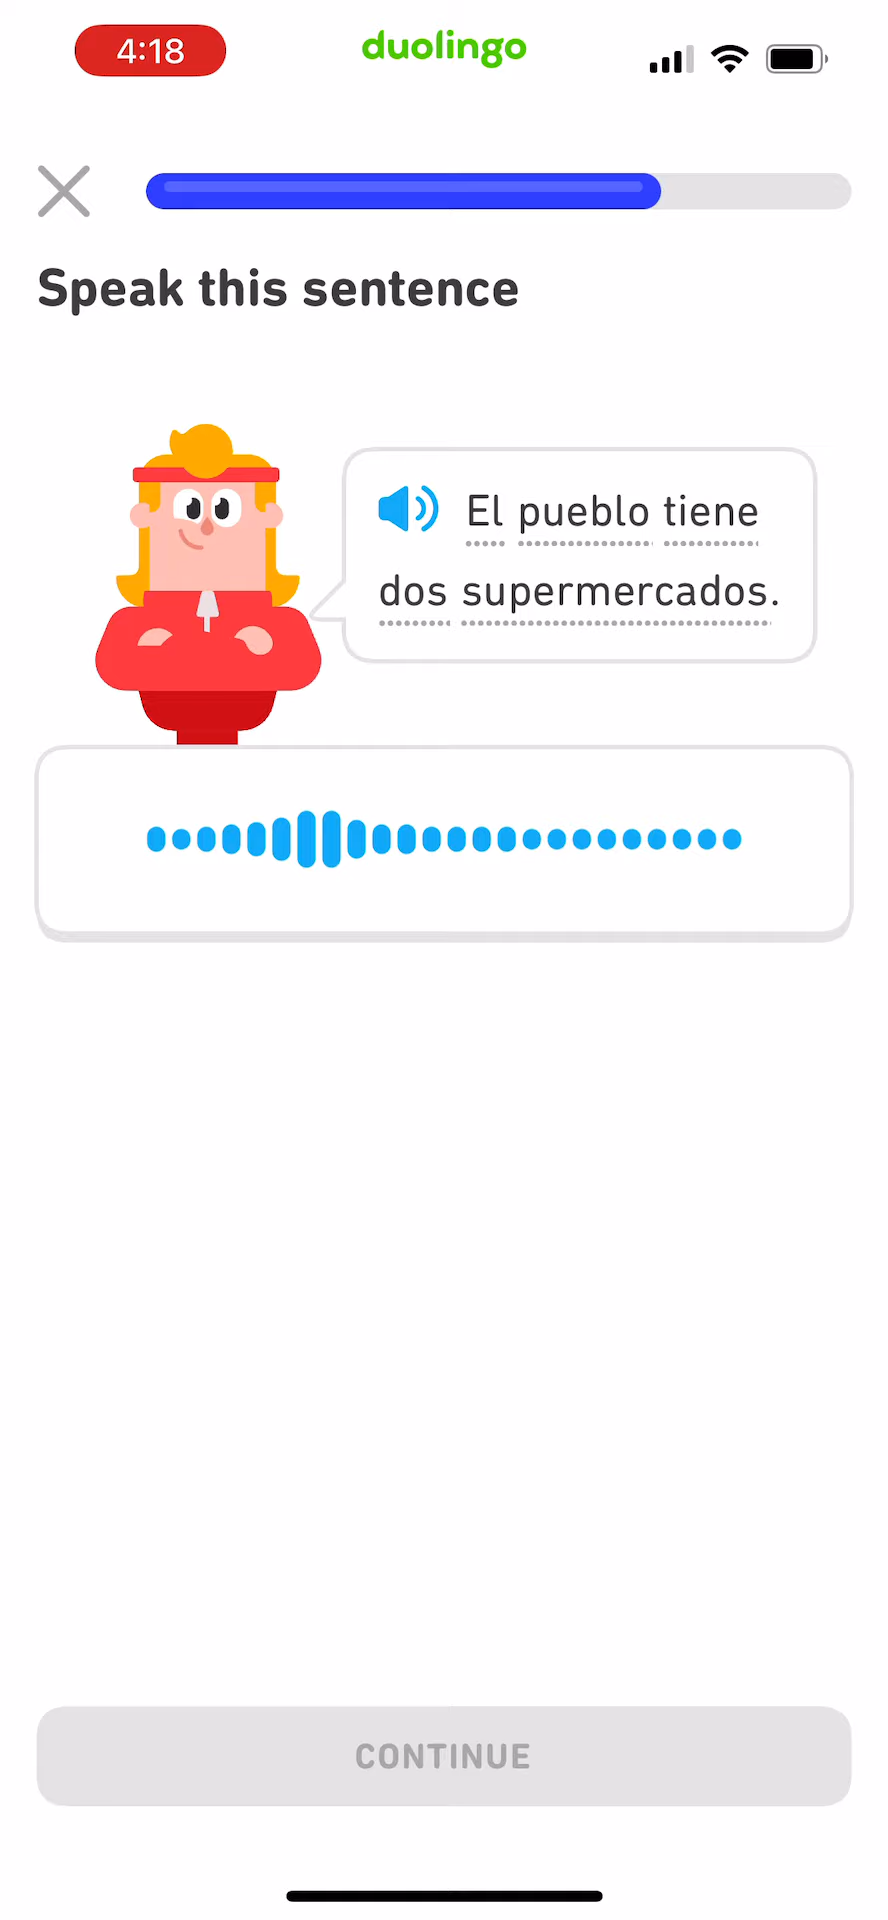 4:18
duolingo
Speak this sentence
El pueblo tiene
dos supermercados.
CONTINUE